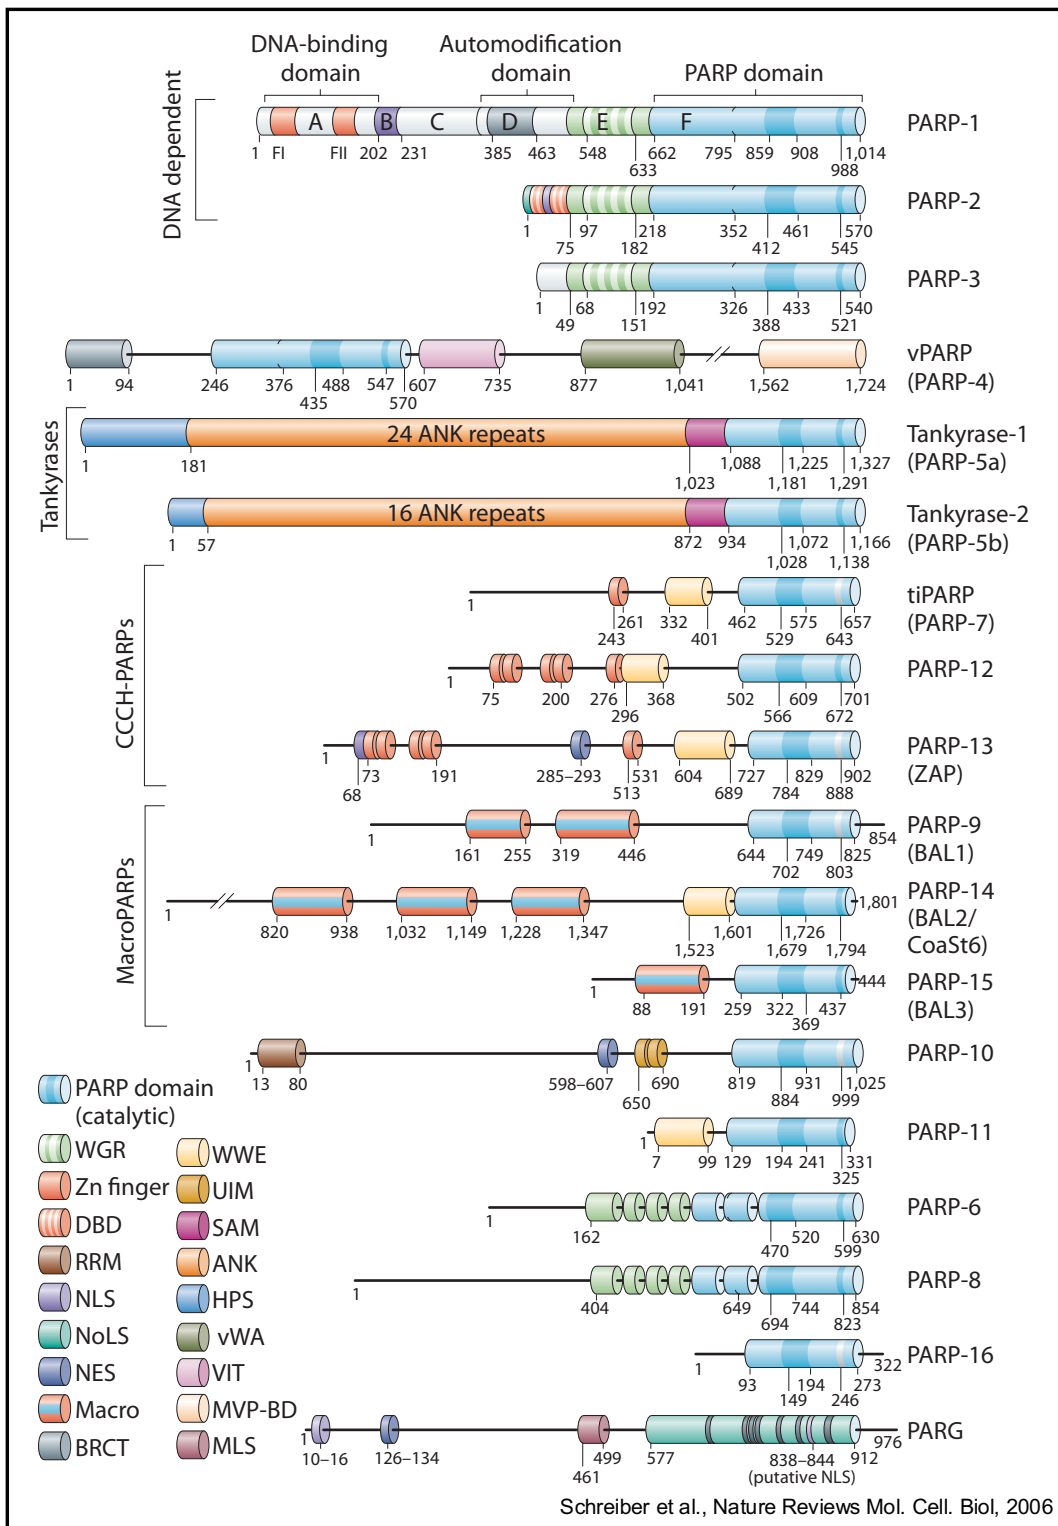 DNA-binding
domain
Automodification
domain
PARP domain
DNA dependent
A B C D E F
PARP-1
1 FI FII 202 231 385 463 548 633 662 795 859 908 988 1,014
PARP-2
1 75 97 182 218 352 412 461 545 570
PARP-3
1 49 68 151 192 326 388 433 521 540
vPARP
(PARP-4)
1 94 246 376 435 488 547 570 607 735 877 1,041 1,562 1,724
Tankyrases
24 ANK repeats
Tankyrase-1
(PARP-5a)
1 181 1,023 1,088 1,181 1,225 1,291 1,327
16 ANK repeats
Tankyrase-2
(PARP-5b)
1 57 872 934 1,028 1,072 1,138 1,166
CCCH-PARPs
tiPARP
(PARP-7)
1 243 261 332 401 462 529 575 643 657
PARP-12
1 75 200 276 296 368 502 566 609 672 701
PARP-13
(ZAP)
1 68 73 191 285–293 513 531 604 689 727 784 829 888 902
MacroPARPs
PARP-9
(BAL1)
1 161 255 319 446 644 702 749 803 825 854
PARP-14
(BAL2/
CoaSt6)
1 820 938 1,032 1,149 1,228 1,347 1,523 1,601 1,679 1,726 1,794 1,801
PARP-15
(BAL3)
1 88 191 259 322 369 437 444
PARP-10
1 13 80 598–607 650 690 819 884 931 999 1,025
PARP-11
1 7 99 129 194 241 325 331
PARP-6
1 162 470 520 599 630
PARP-8
1 404 649 694 744 823 854
PARP-16
1 93 149 194 246 273 322
PARG
1 10–16 126–134 461 499 577 838–844 912 976
(putative NLS)
PARP domain
(catalytic)
WGR
Zn finger
DBD
RRM
NLS
NoLS
NES
Macro
BRCT
WWE
UIM
SAM
ANK
HPS
vWA
VIT
MVP-BD
MLS
Schreiber et al., Nature Reviews Mol. Cell. Biol, 2006